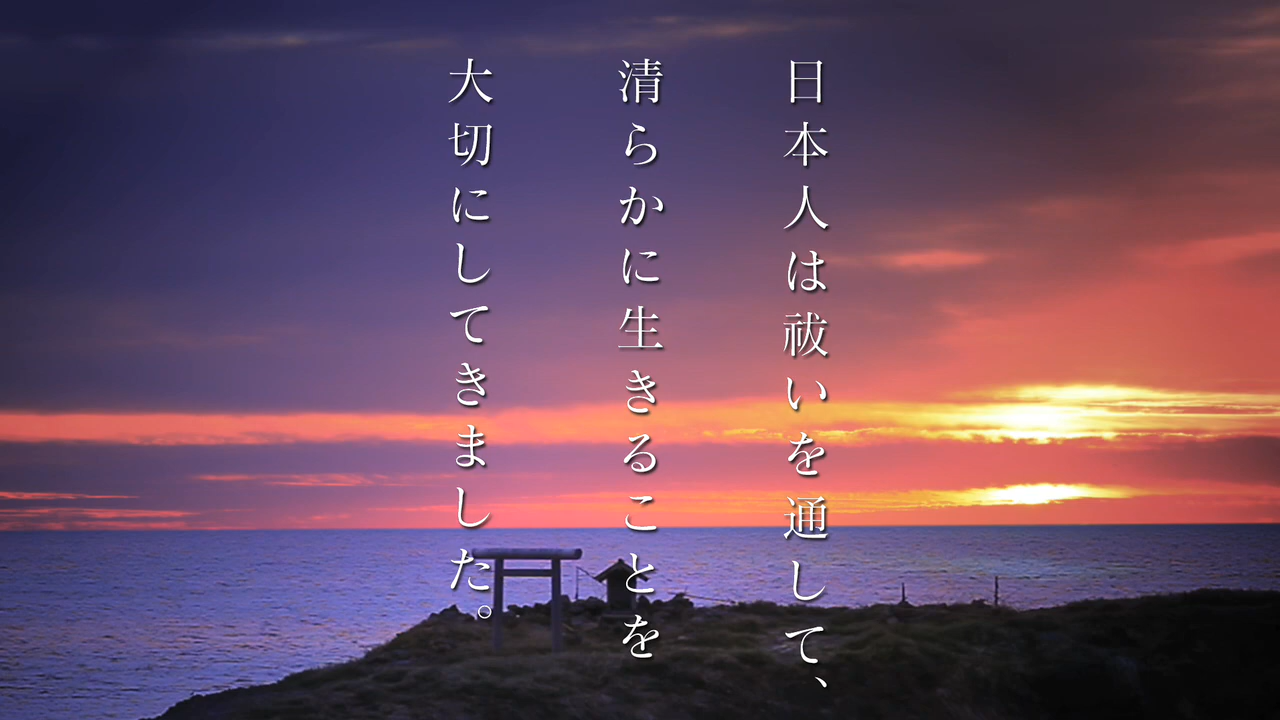 日本人は祓いを通して、
清らかに生きることを
大切にしてきました。